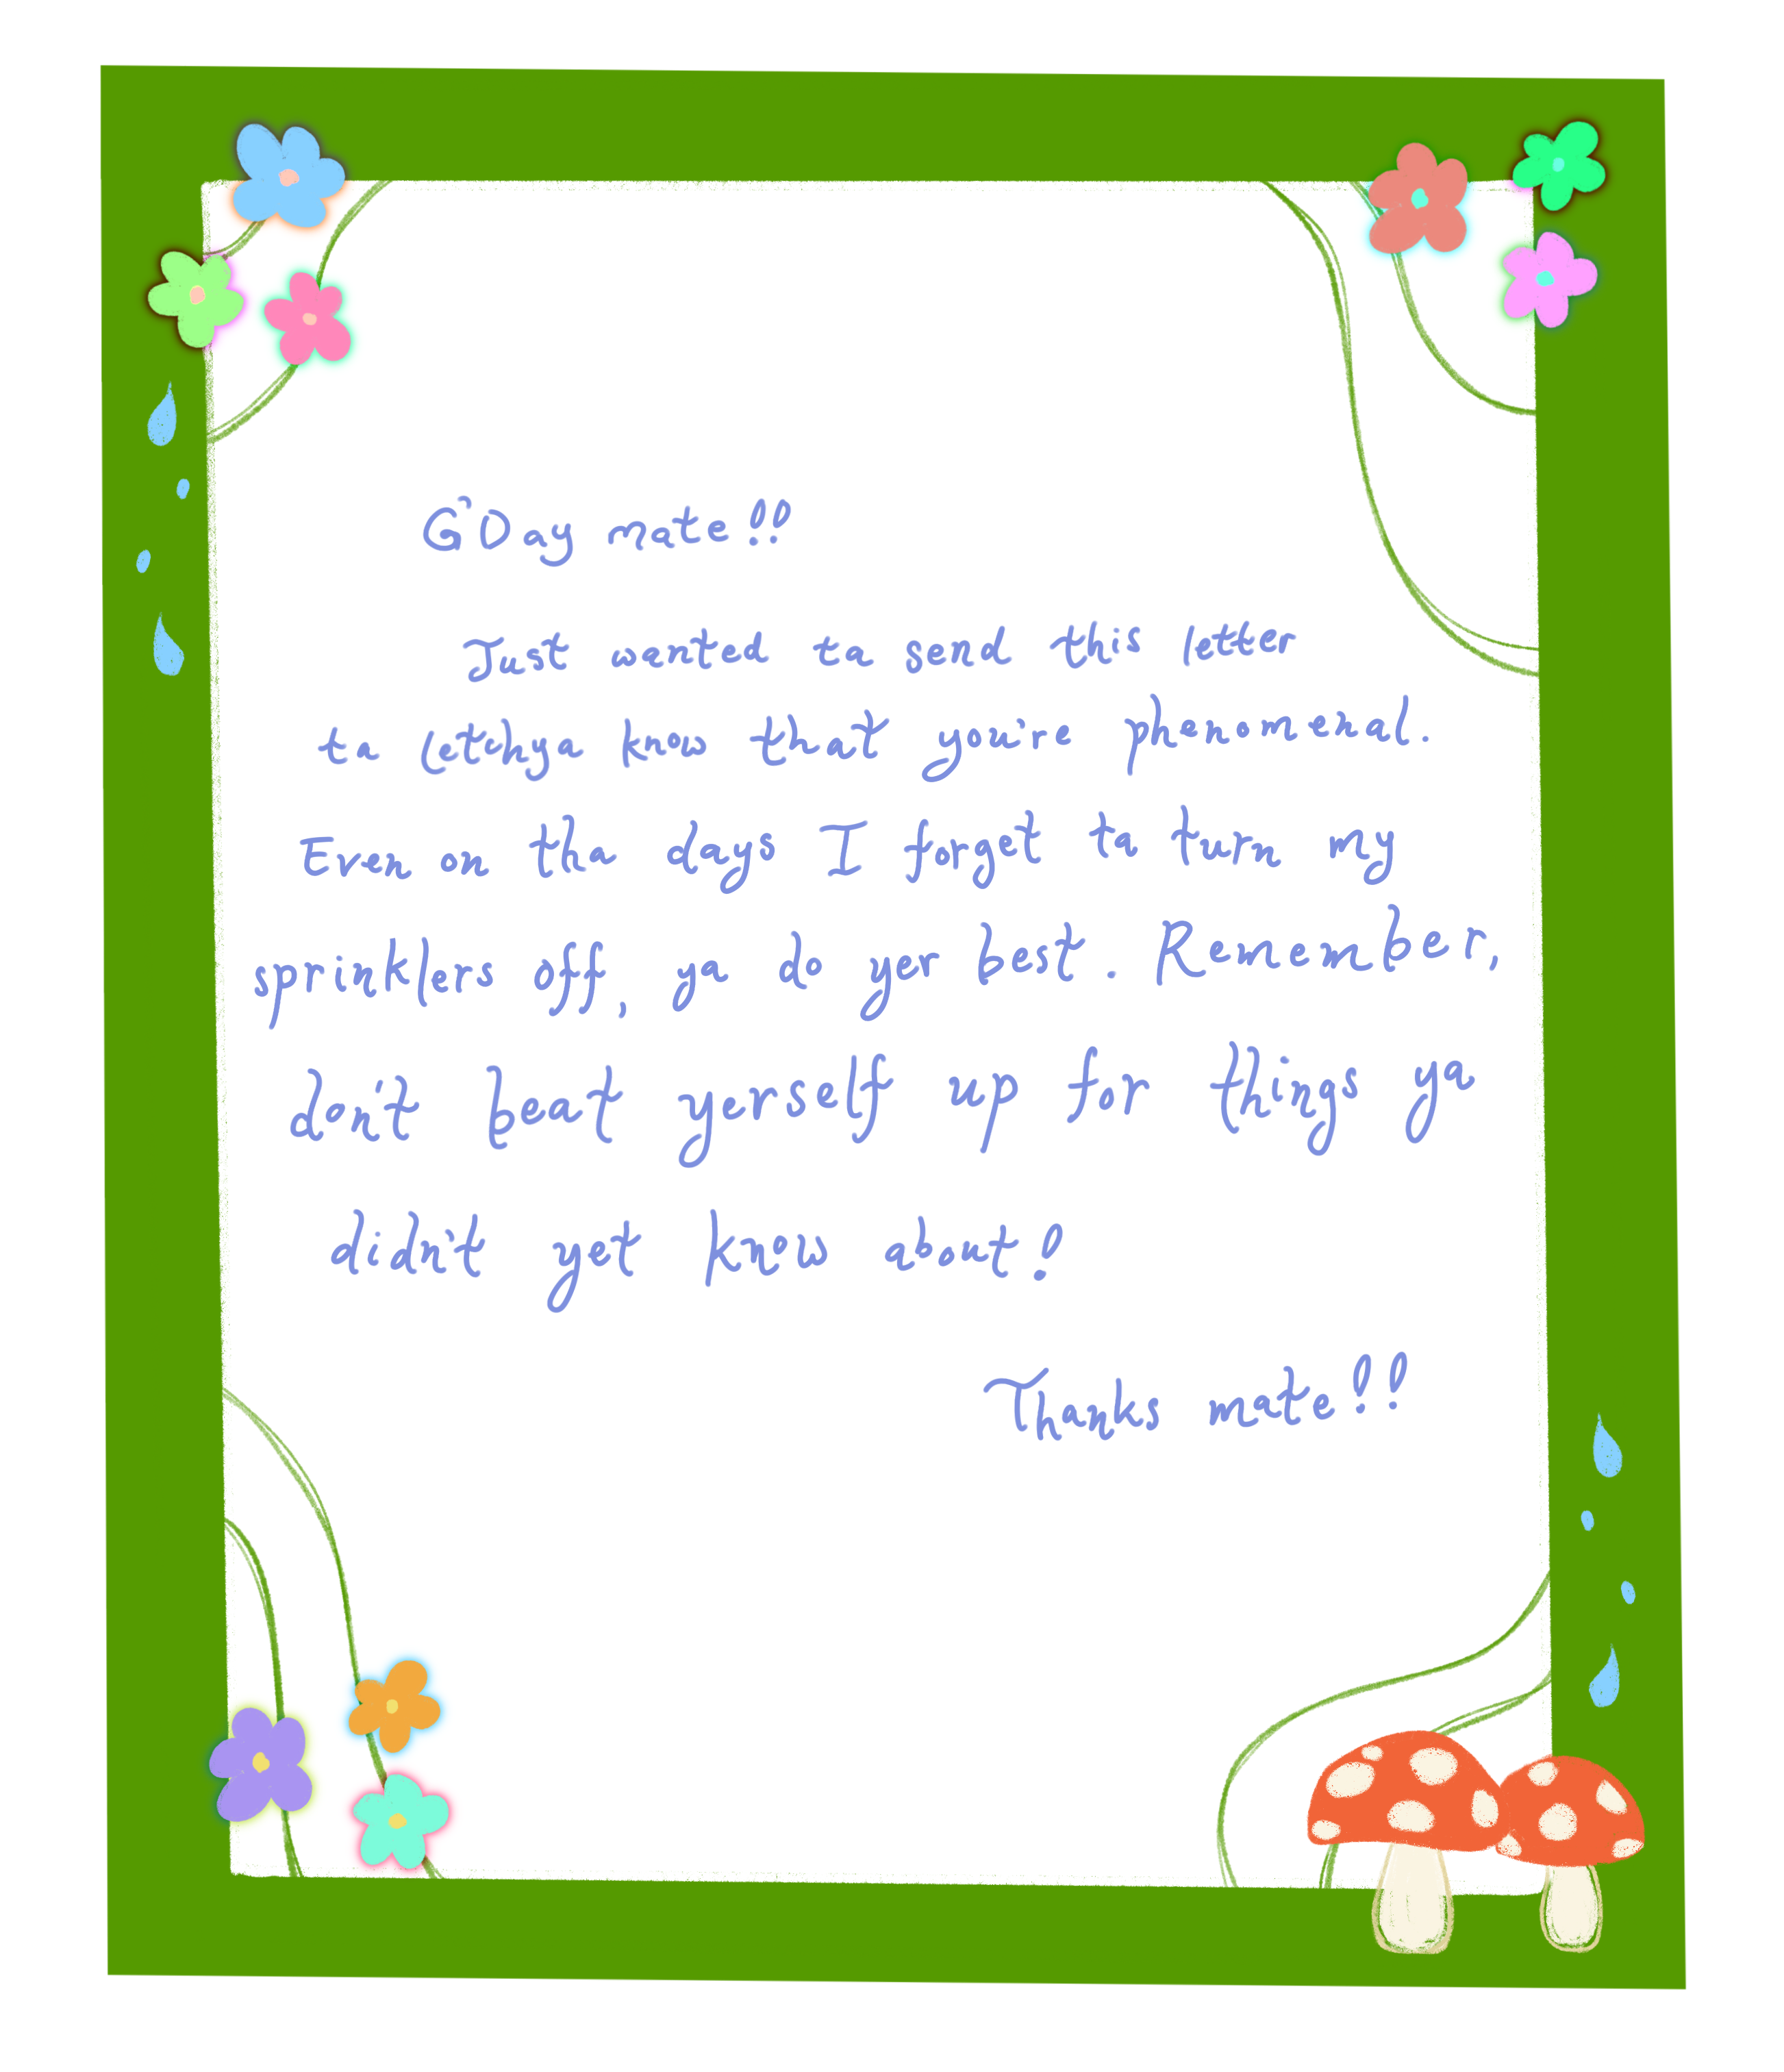 G'Day mate!!
Just wanted ta send this letter
ta letchya know that you're phenomenal.
Even on tha days I forget ta turn my
sprinklers off, ya do yer best. Remember,
don't beat yerself up for things ya
didn't yet know about!
Thanks mate!!